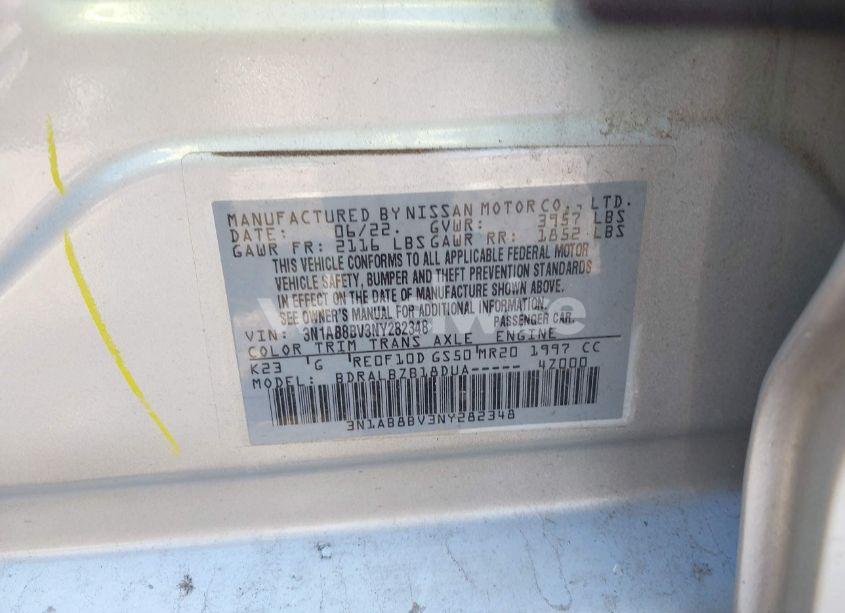 MANUFACTURED BY NISSAN MOTOR CO., LTD.
DATE: 06/22. GVWR: 3957 LBS
GAWR FR: 2116 LBS GAWR RR: 1852 LBS
THIS VEHICLE CONFORMS TO ALL APPLICABLE FEDERAL MOTOR
VEHICLE SAFETY, BUMPER AND THEFT PREVENTION STANDARDS
IN EFFECT ON THE DATE OF MANUFACTURE SHOWN ABOVE.
SEE OWNER'S MANUAL FOR ADDITIONAL INFORMATION.
VIN: 3N1AB8BV3NY282348 PASSENGER CAR.
COLOR TRIM TRANS AXLE ENGINE
K23 'G 'RE0F10D GS50'MR20 1997 CC
MODEL: BDRALBZB18DUA----- 4Z000
3N1AB8BV3NY282348